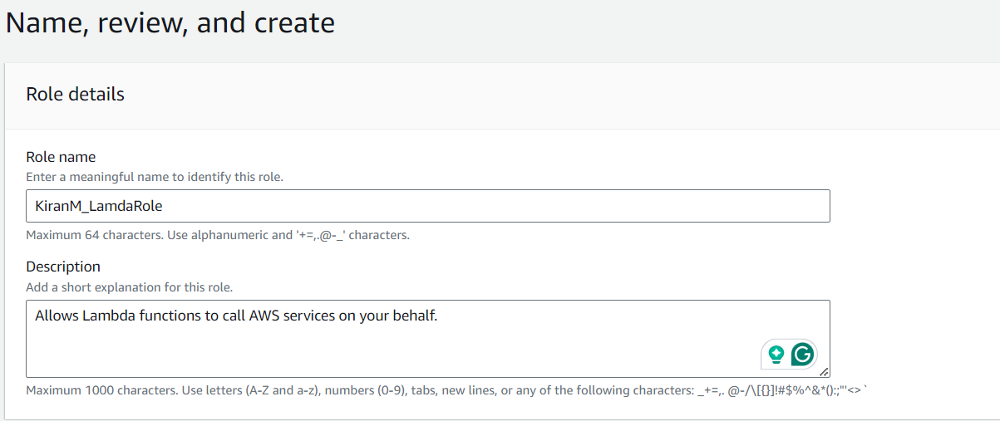 Name, review, and create
Role details
Role name
Enter a meaningful name to identify this role.
KiranM_LamdaRole
Maximum 64 characters. Use alphanumeric and '+=,.@-_' characters.
Description
Add a short explanation for this role.
Allows Lambda functions to call AWS services on your behalf.
Maximum 1000 characters. Use letters (A-Z and a-z), numbers (0-9), tabs, new lines, or any of the following characters: _+=,. @-/\[{}]!#$%^&*();:"'<>`